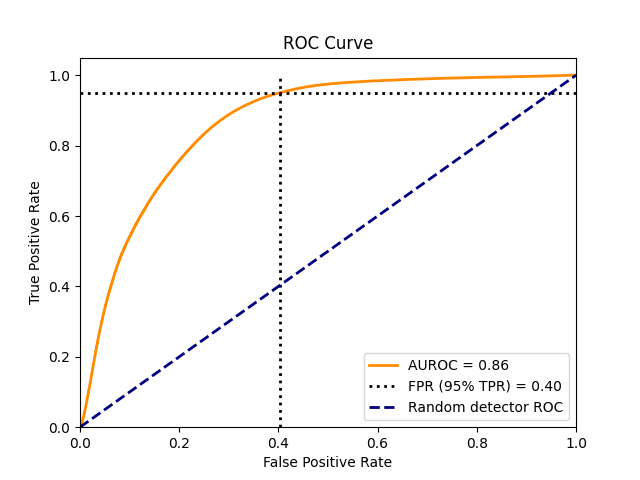 ROC Curve
True Positive Rate
1.0
0.8
0.6
0.4
0.2
0.0
AUROC = 0.86
FPR (95% TPR) = 0.40
Random detector ROC
0.0 0.2 0.4 0.6 0.8 1.0
False Positive Rate